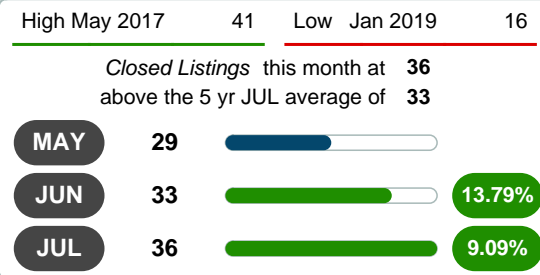 High May 2017 41 Low Jan 2019 16
Closed Listings this month at 36
above the 5 yr JUL average of 33
MAY 29
JUN 33 13.79%
JUL 36 9.09%